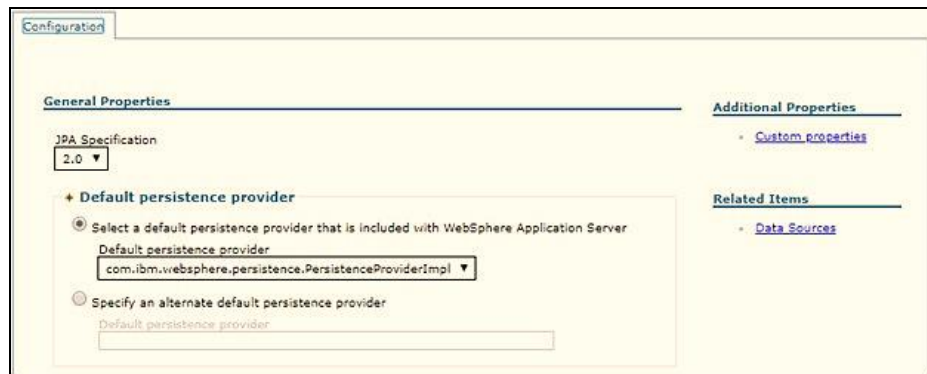 Configuration
General Properties
JPA Specification
2.0
Default persistence provider
Select a default persistence provider that is included with WebSphere Application Server
Default persistence provider
com.ibm.websphere.persistence.PersistenceProviderImpl
Specify an alternate default persistence provider
Default persistence provider
Additional Properties
Custom properties
Related Items
Data Sources